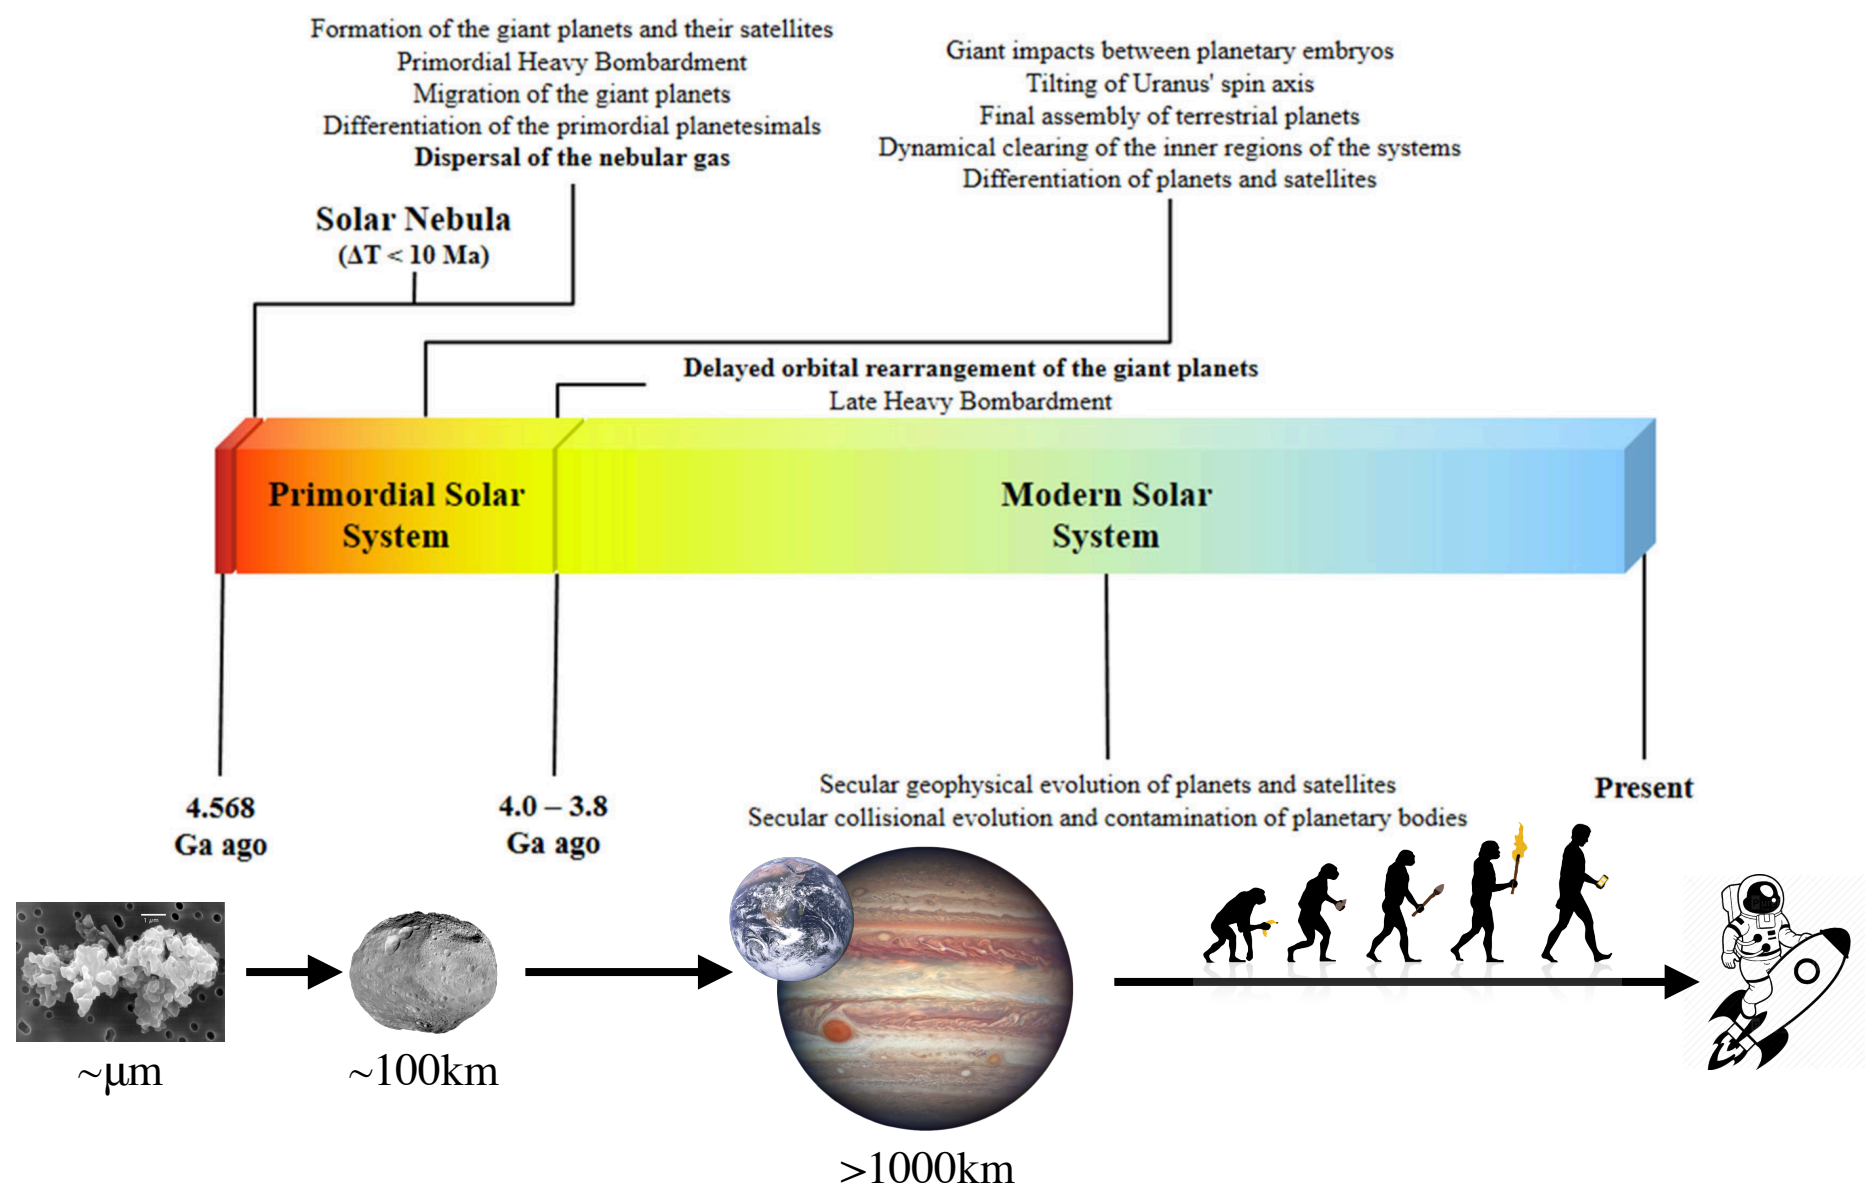 Formation of the giant planets and their satellites
Primordial Heavy Bombardment
Migration of the giant planets
Differentiation of the primordial planetesimals
Dispersal of the nebular gas
Giant impacts between planetary embryos
Tilting of Uranus' spin axis
Final assembly of terrestrial planets
Dynamical clearing of the inner regions of the systems
Differentiation of planets and satellites
Solar Nebula
(ΔT < 10 Ma)
Delayed orbital rearrangement of the giant planets
Late Heavy Bombardment
Primordial Solar
System
Modern Solar
System
4.568
Ga ago
4.0 – 3.8
Ga ago
Secular geophysical evolution of planets and satellites
Secular collisional evolution and contamination of planetary bodies
Present
1 µm
~µm
~100km
>1000km